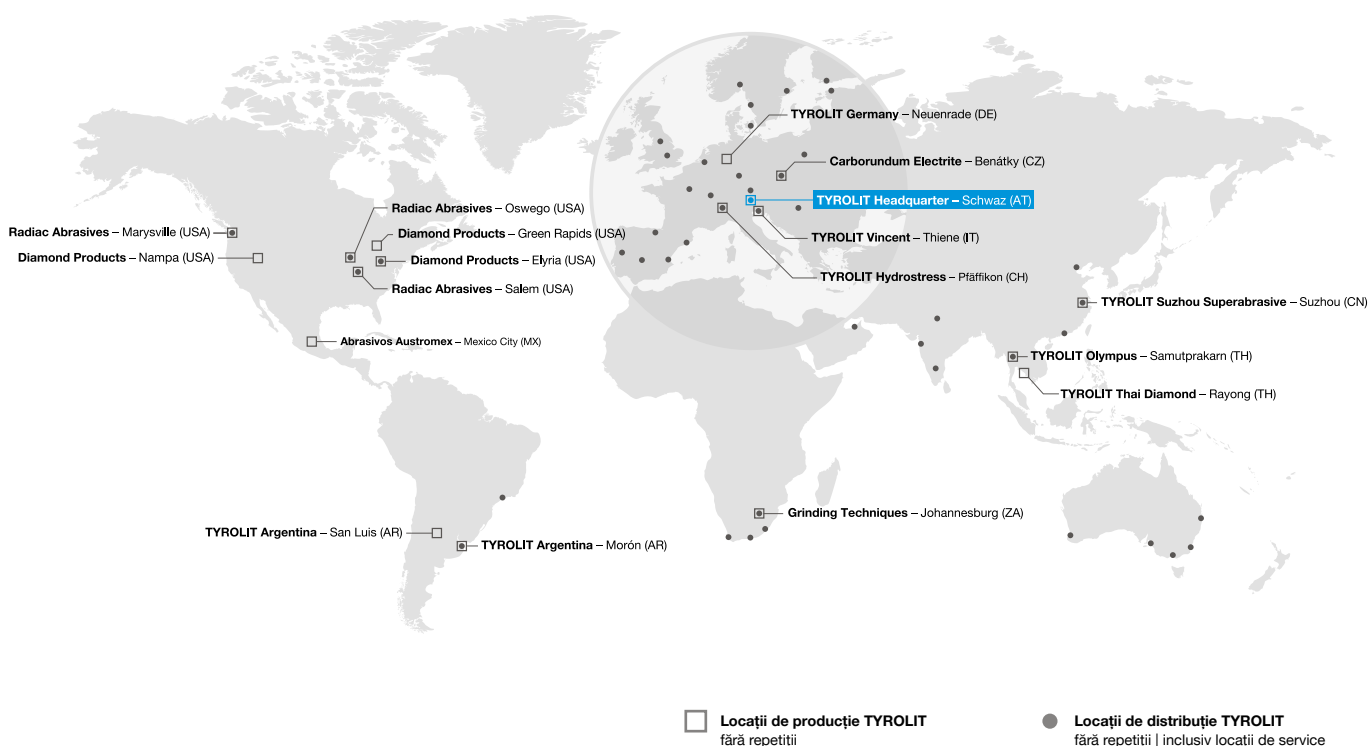 TYROLIT Germany – Neuenrade (DE)
Carborundum Electrite – Benátky (CZ)
TYROLIT Headquarter – Schwaz (AT)
Radiac Abrasives – Oswego (USA)
Radiac Abrasives – Marysville (USA)
Diamond Products – Green Rapids (USA)
TYROLIT Vincent – Thiene (IT)
Diamond Products – Nampa (USA)
Diamond Products – Elyria (USA)
TYROLIT Hydrostress – Pfäffikon (CH)
Radiac Abrasives – Salem (USA)
TYROLIT Suzhou Superabrasive – Suzhou (CN)
Abrasivos Austromex – Mexico City (MX)
TYROLIT Olympus – Samutprakarn (TH)
TYROLIT Thai Diamond – Rayong (TH)
Grinding Techniques – Johannesburg (ZA)
TYROLIT Argentina – San Luis (AR)
TYROLIT Argentina – Morón (AR)
Locații de producție TYROLIT
fără repetiții
Locații de distribuție TYROLIT
fără repetiții | inclusiv locații de service